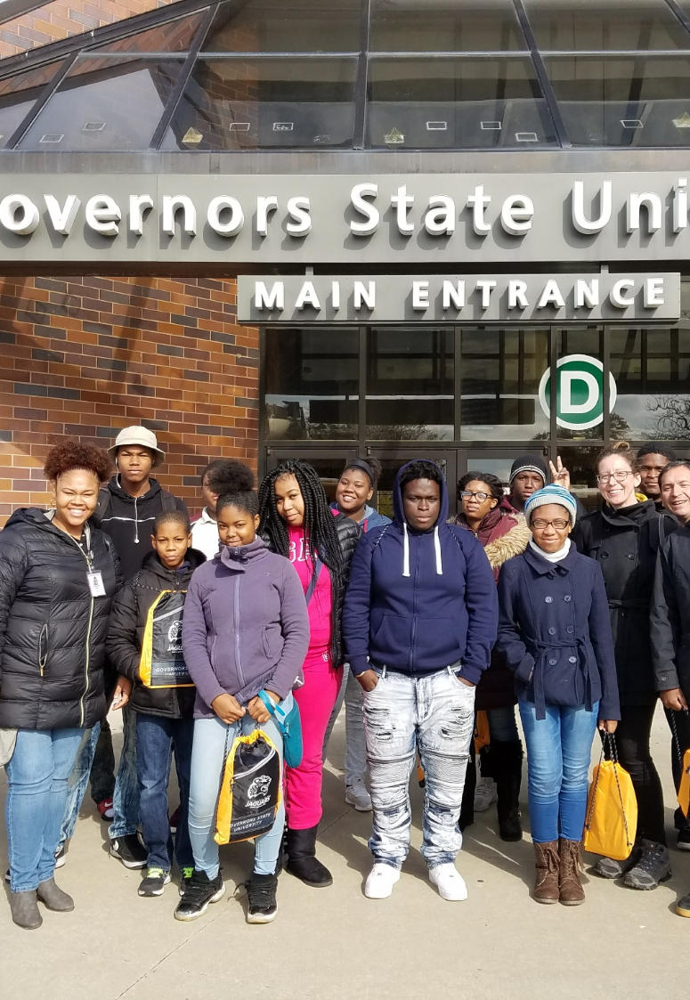 overnors State Uni
MAIN ENTRANCE
D
JAGUARS
GOVERNORS STATE
UNIVERSITY
JAGUARS
GOVERNORS STATE
UNIVERSITY